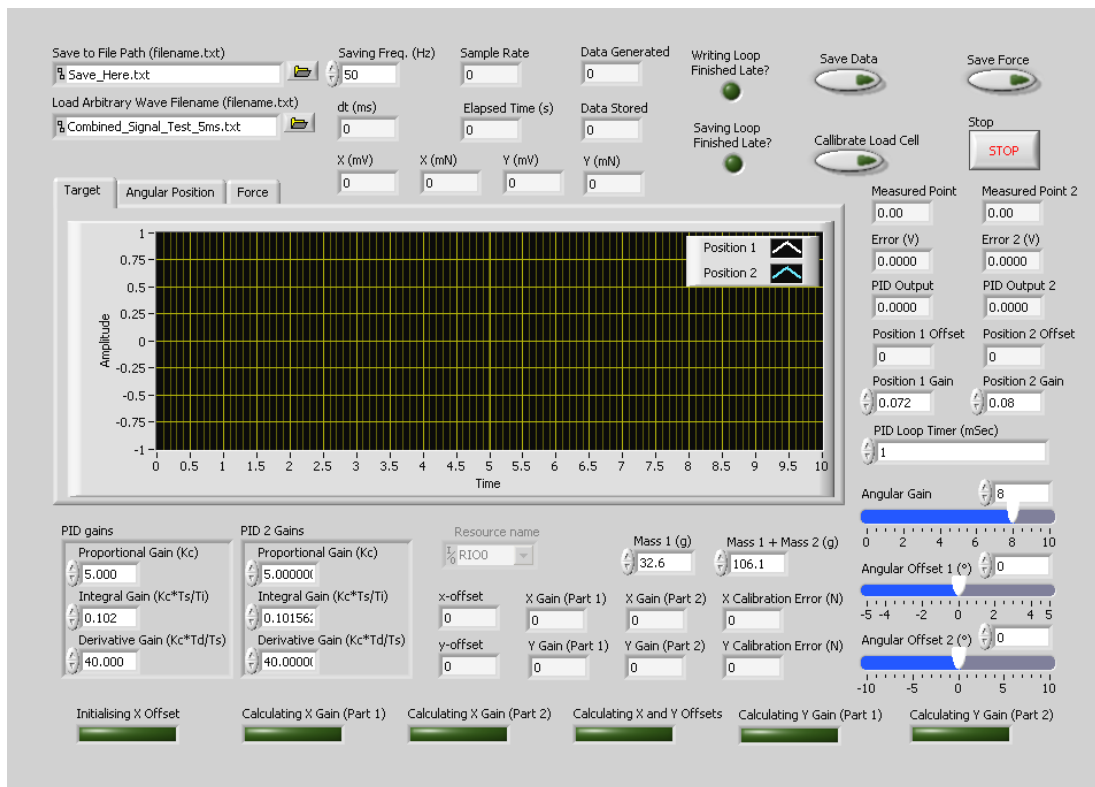 Save to File Path (filename.txt)
Save_Here.txt
Saving Freq. (Hz)
50
Sample Rate
0
Data Generated
0
Writing Loop
Finished Late?
Save Data
Save Force
Load Arbitrary Wave Filename (filename.txt)
Combined_Signal_Test_5ms.txt
dt (ms)
0
Elapsed Time (s)
0
Data Stored
0
Saving Loop
Finished Late?
Callibrate Load Cell
Stop
STOP
X (mV)
0
X (mN)
0
Y (mV)
0
Y (mN)
0
Target
Angular Position
Force
Position 1
Position 2
Amplitude
1
0.75
0.5
0.25
0
-0.25
-0.5
-0.75
-1
0 0.5 1 1.5 2 2.5 3 3.5 4 4.5 5 5.5 6 6.5 7 7.5 8 8.5 9 9.5 10
Time
Measured Point
0.00
Measured Point 2
0.00
Error (V)
0.0000
Error 2 (V)
0.0000
PID Output
0.0000
PID Output 2
0.0000
Position 1 Offset
0
Position 2 Offset
0
Position 1 Gain
0.072
Position 2 Gain
0.08
PID Loop Timer (mSec)
1
Angular Gain
8
0 2 4 6 8 10
Angular Offset 1 (°)
0
-5 -4 -2 0 2 4 5
Angular Offset 2 (°)
0
-10 -5 0 5 10
PID gains
Proportional Gain (Kc)
5.000
Integral Gain (Kc*Ts/Ti)
0.102
Derivative Gain (Kc*Td/Ts)
40.000
PID 2 Gains
Proportional Gain (Kc)
5.00000
Integral Gain (Kc*Ts/Ti)
0.10156
Derivative Gain (Kc*Td/Ts)
40.0000
Resource name
I/O RIO0
Mass 1 (g)
32.6
Mass 1 + Mass 2 (g)
106.1
x-offset
0
X Gain (Part 1)
0
X Gain (Part 2)
0
X Calibration Error (N)
0
y-offset
0
Y Gain (Part 1)
0
Y Gain (Part 2)
0
Y Calibration Error (N)
0
Initialising X Offset
Calculating X Gain (Part 1)
Calculating X Gain (Part 2)
Calculating X and Y Offsets
Calculating Y Gain (Part 1)
Calculating Y Gain (Part 2)